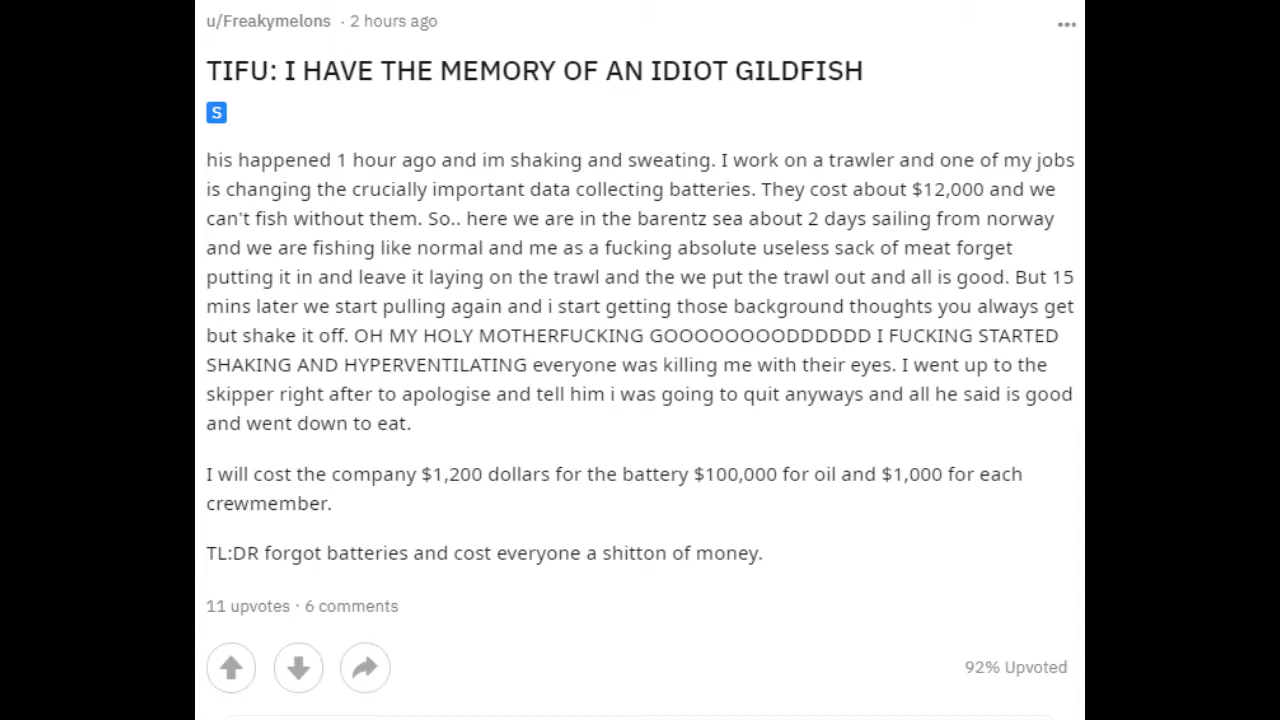 u/Freakymelons · 2 hours ago
TIFU: I HAVE THE MEMORY OF AN IDIOT GILDFISH
S
his happened 1 hour ago and im shaking and sweating. I work on a trawler and one of my jobs
is changing the crucially important data collecting batteries. They cost about $12,000 and we
can't fish without them. So.. here we are in the barentz sea about 2 days sailing from norway
and we are fishing like normal and me as a fucking absolute useless sack of meat forget
putting it in and leave it laying on the trawl and the we put the trawl out and all is good. But 15
mins later we start pulling again and i start getting those background thoughts you always get
but shake it off. OH MY HOLY MOTHERFUCKING GOOOOOOOODDDDDD I FUCKING STARTED
SHAKING AND HYPERVENTILATING everyone was killing me with their eyes. I went up to the
skipper right after to apologise and tell him i was going to quit anyways and all he said is good
and went down to eat.
I will cost the company $1,200 dollars for the battery $100,000 for oil and $1,000 for each
crewmember.
TL:DR forgot batteries and cost everyone a shitton of money.
11 upvotes · 6 comments
92% Upvoted